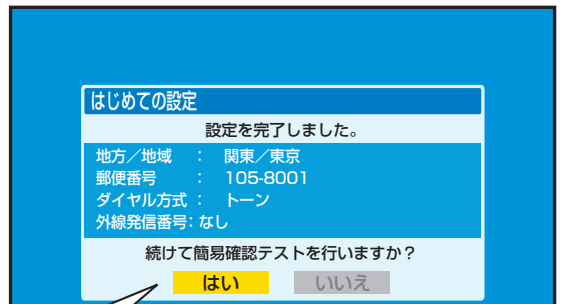 はじめての設定
設定を完了しました。
地方／地域 ： 関東／東京
郵便番号 ： 105-8001
ダイヤル方式 ： トーン
外線発信番号：なし
続けて簡易確認テストを行いますか？
はい いいえ